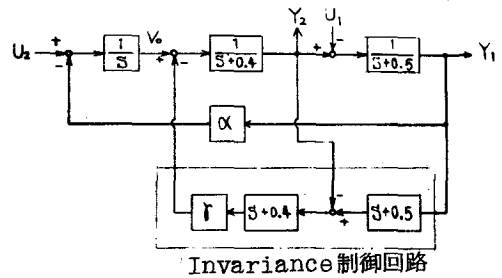 Y₂ U₁
U₂ + - 1/S V₀ + - 1/(S+0.4) + - 1/(S+0.5) Y₁
α
γ S+0.4 - + S+0.5
Invariance制御回路